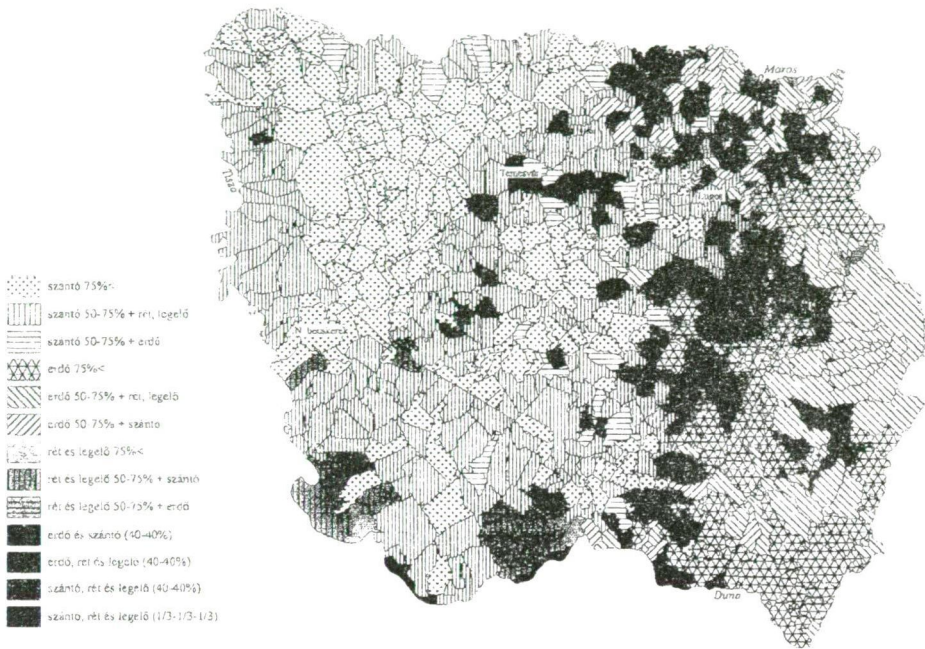 Maros
Tisza
Temesvár
N. becskerek
Duna
szántó 75%<
szántó 50-75% + rét, legelő
szántó 50-75% + erdő
erdő 75%<
erdő 50-75% + rét, legelő
erdő 50-75% + szántó
rét és legelő 75%<
rét és legelő 50-75% + szántó
rét és legelő 50-75% + erdő
erdő és szántó (40-40%)
erdő, rét és legelő (40-40%)
szántó, rét és legelő (40-40%)
szántó, rét és legelő (1/3-1/3-1/3)